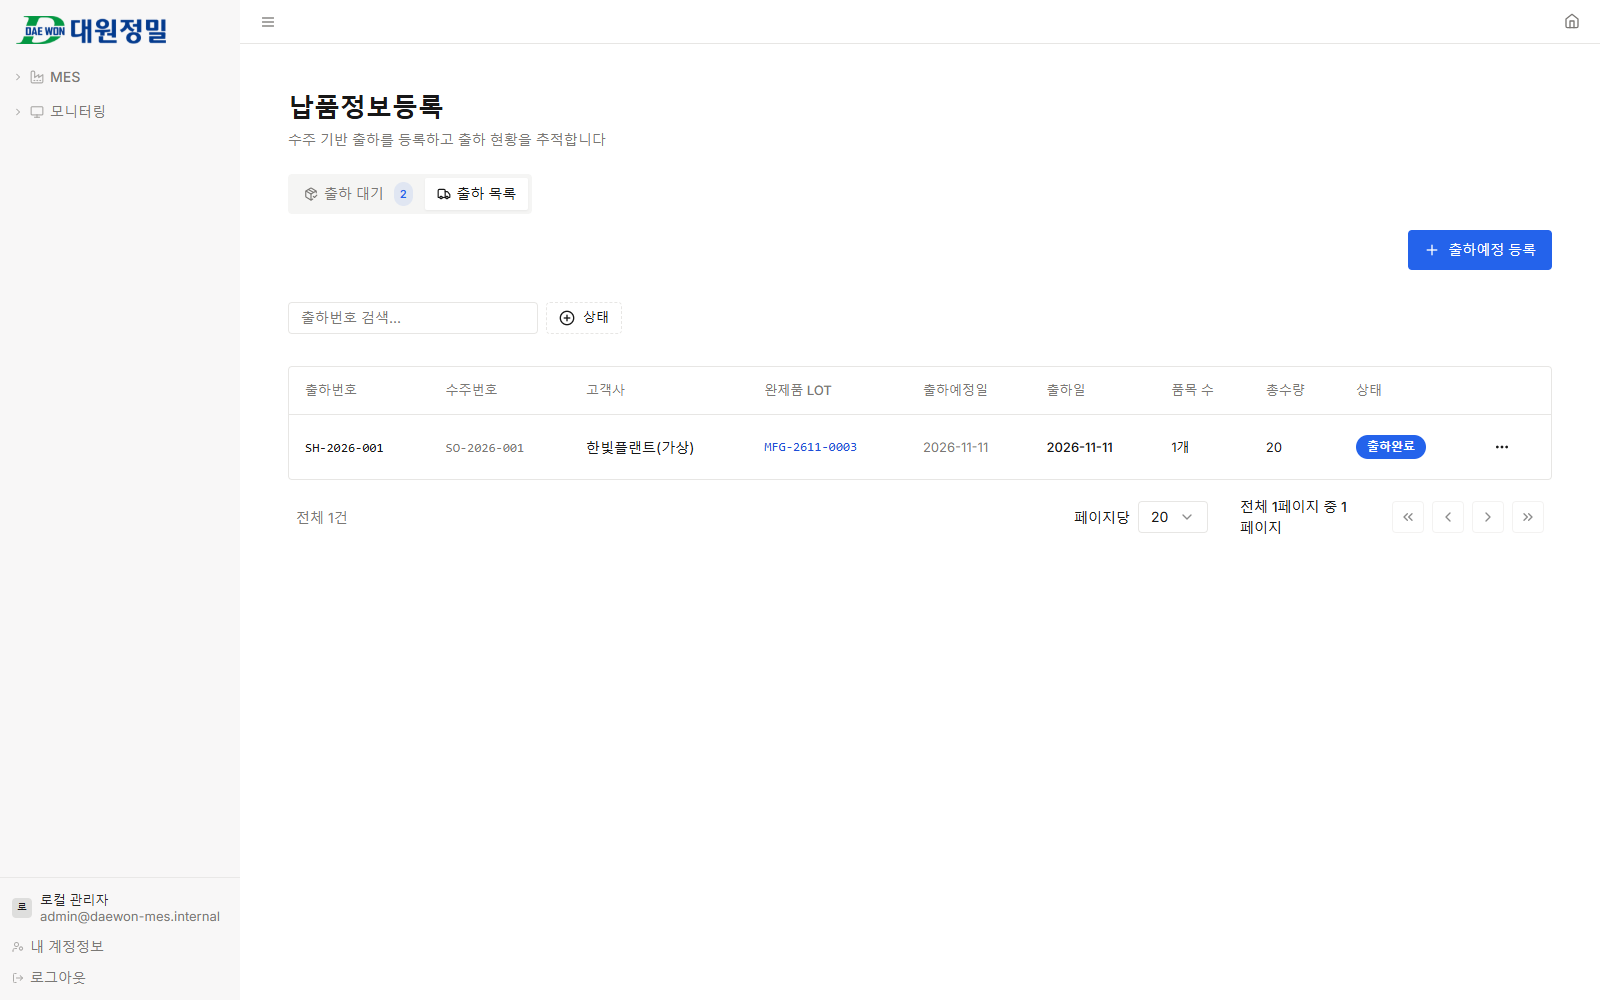 DAE WON 대원정밀
MES
모니터링
납품정보등록
수주 기반 출하를 등록하고 출하 현황을 추적합니다
출하 대기 2 출하 목록
출하예정 등록
출하번호 검색... 상태
출하번호 수주번호 고객사 완제품 LOT 출하예정일 출하일 품목 수 총수량 상태
SH-2026-001 SO-2026-001 한빛플랜트(가상) MFG-2611-0003 2026-11-11 2026-11-11 1개 20 출하완료
전체 1건 페이지당 20 전체 1페이지 중 1
페이지
로 로컬 관리자
admin@daewon-mes.internal
내 계정정보
로그아웃